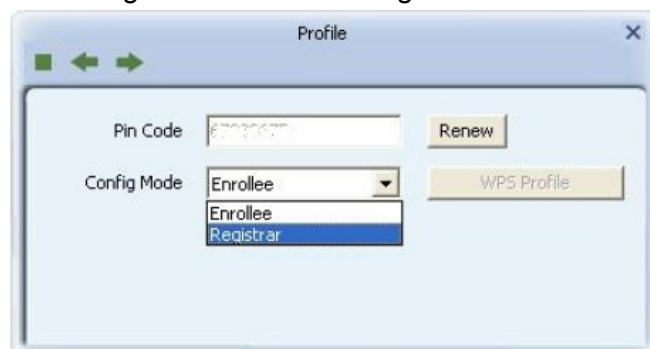 Profile
Pin Code
Renew
Config Mode Enrollee WPS Profile
Enrollee
Registrar